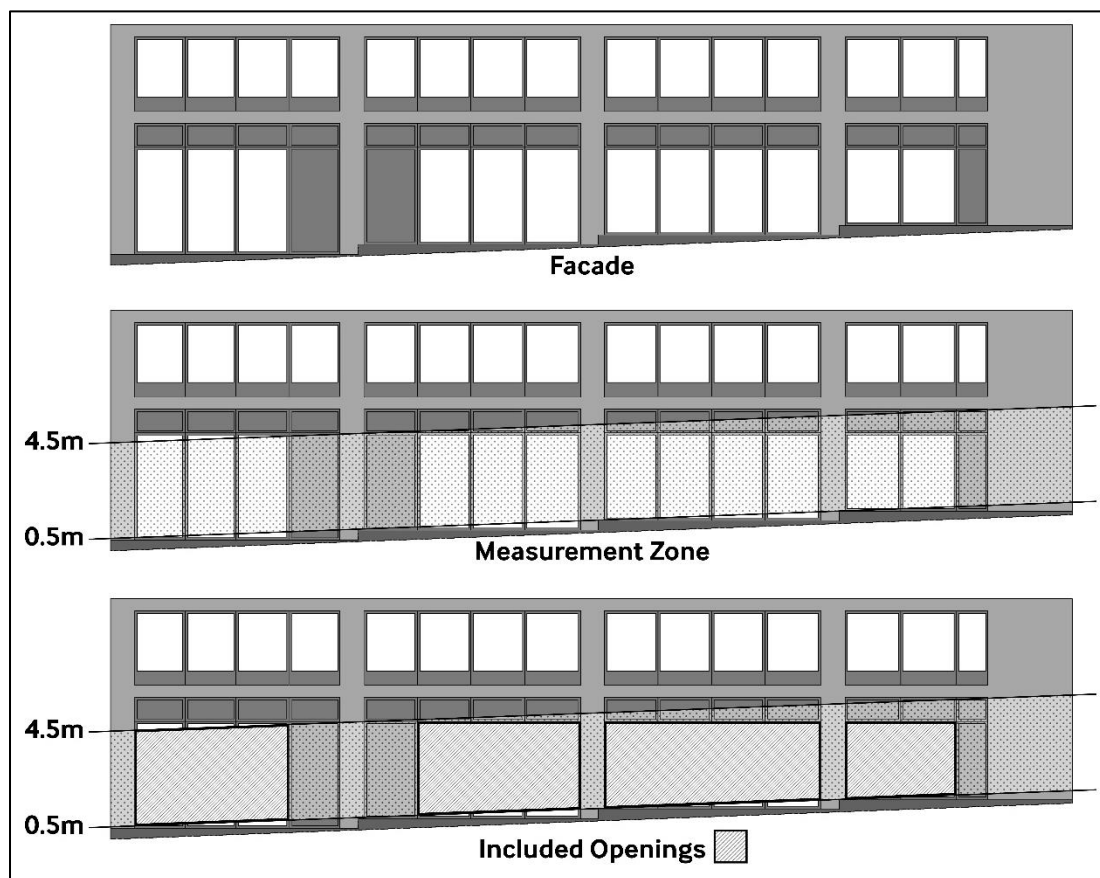 Facade
4.5m
0.5m
Measurement Zone
4.5m
0.5m
Included Openings